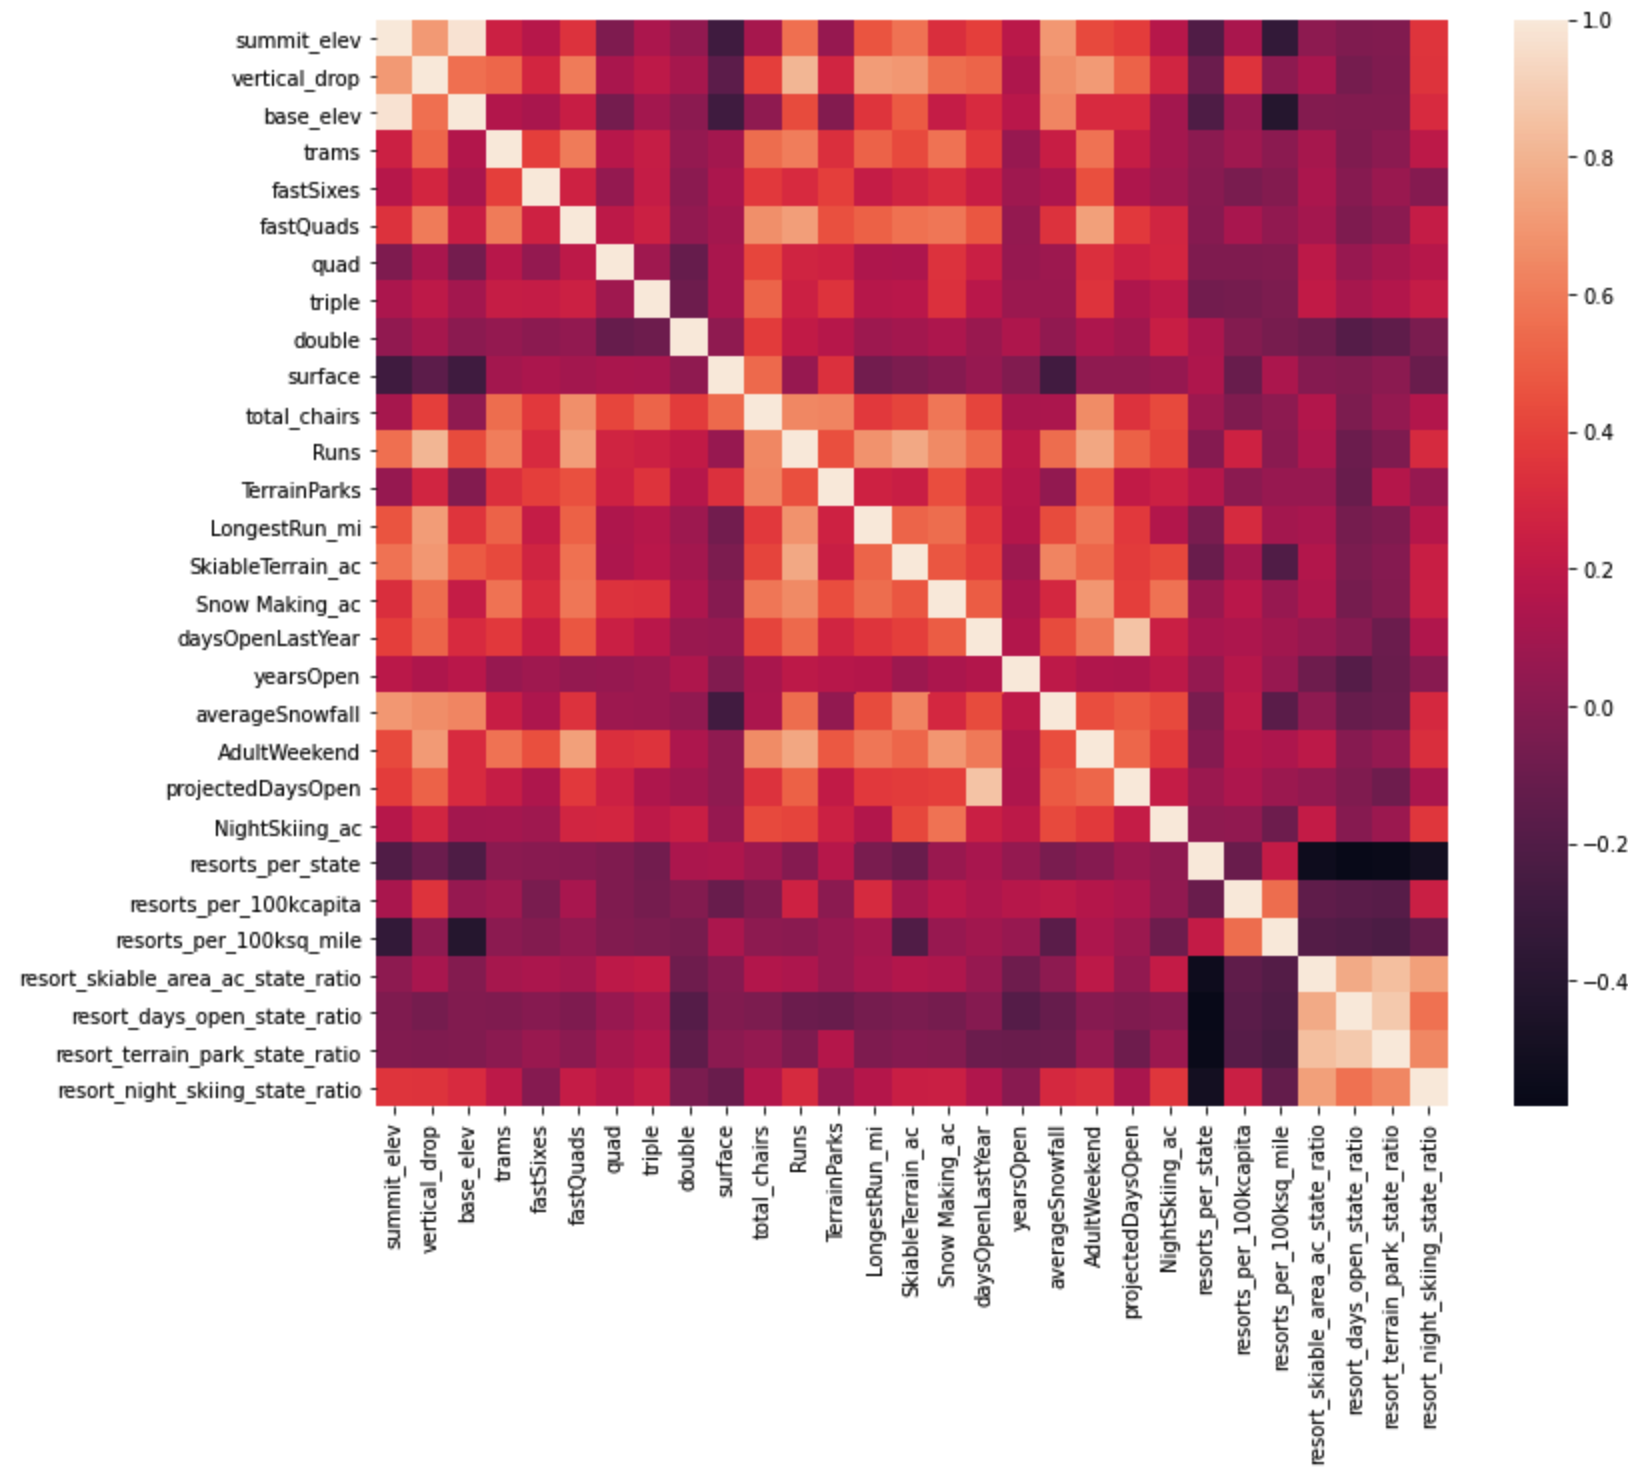 summit_elev
vertical_drop
base_elev
trams
fastSixes
fastQuads
quad
triple
double
surface
total_chairs
Runs
TerrainParks
LongestRun_mi
SkiableTerrain_ac
Snow Making_ac
daysOpenLastYear
yearsOpen
averageSnowfall
AdultWeekend
projectedDaysOpen
NightSkiing_ac
resorts_per_state
resorts_per_100kcapita
resorts_per_100ksq_mile
resort_skiable_area_ac_state_ratio
resort_days_open_state_ratio
resort_terrain_park_state_ratio
resort_night_skiing_state_ratio
summit_elev
vertical_drop
base_elev
trams
fastSixes
fastQuads
quad
triple
double
surface
total_chairs
Runs
TerrainParks
LongestRun_mi
SkiableTerrain_ac
Snow Making_ac
daysOpenLastYear
yearsOpen
averageSnowfall
AdultWeekend
projectedDaysOpen
NightSkiing_ac
resorts_per_state
resorts_per_100kcapita
resorts_per_100ksq_mile
resort_skiable_area_ac_state_ratio
resort_days_open_state_ratio
resort_terrain_park_state_ratio
resort_night_skiing_state_ratio
1.0
0.8
0.6
0.4
0.2
0.0
−0.2
−0.4